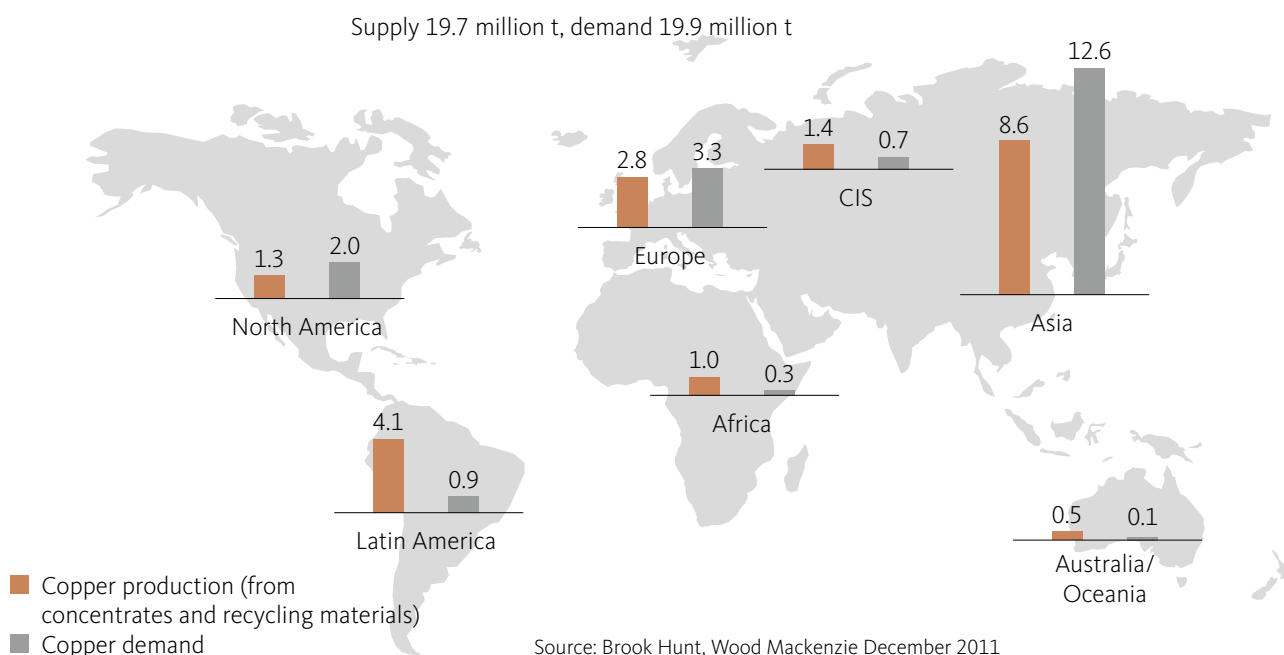 Supply 19.7 million t, demand 19.9 million t
1.3
2.0
North America
4.1
0.9
Latin America
2.8
3.3
Europe
1.4
0.7
CIS
8.6
12.6
Asia
1.0
0.3
Africa
0.5
0.1
Australia/
Oceania
Copper production (from
concentrates and recycling materials)
Copper demand
Source: Brook Hunt, Wood Mackenzie December 2011